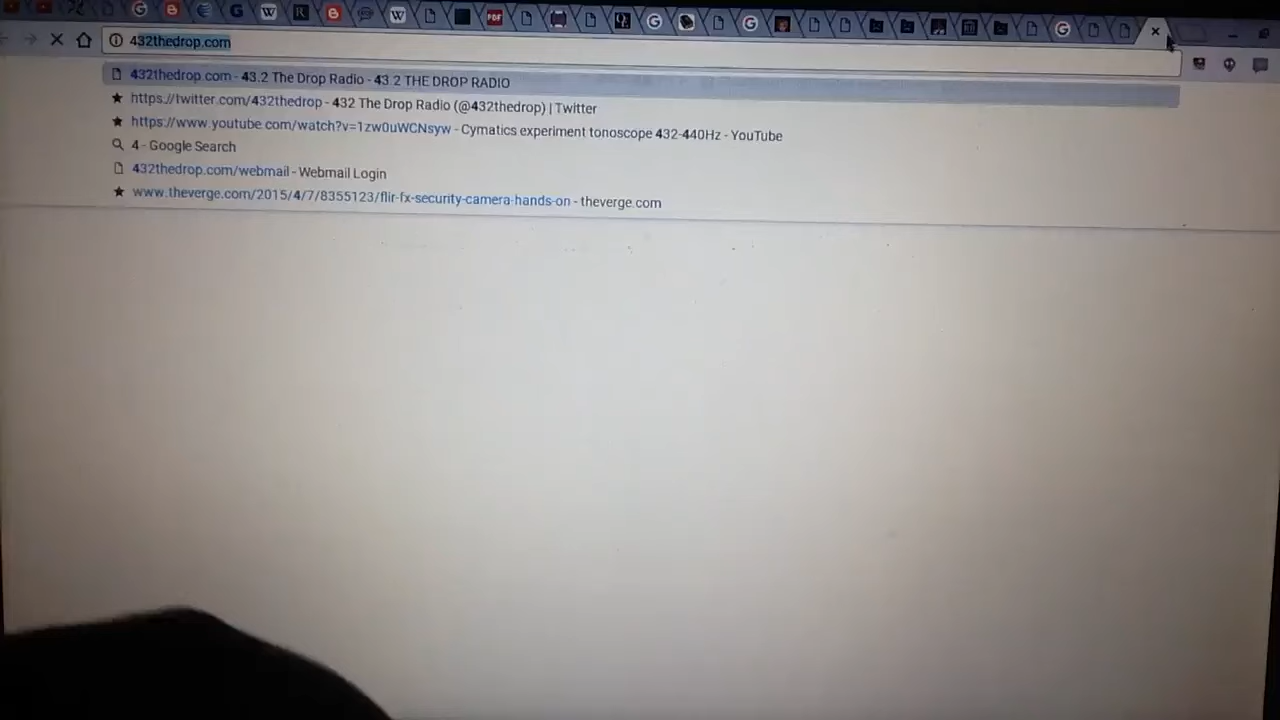 432thedrop.com
432thedrop.com - 43.2 The Drop Radio - 43.2 THE DROP RADIO
https://twitter.com/432thedrop - 432 The Drop Radio (@432thedrop) | Twitter
https://www.youtube.com/watch?v=1zw0uWCNsyw - Cymatics experiment tonoscope 432-440Hz - YouTube
4 - Google Search
432thedrop.com/webmail - Webmail Login
www.theverge.com/2015/4/7/8355123/flir-fx-security-camera-hands-on - theverge.com